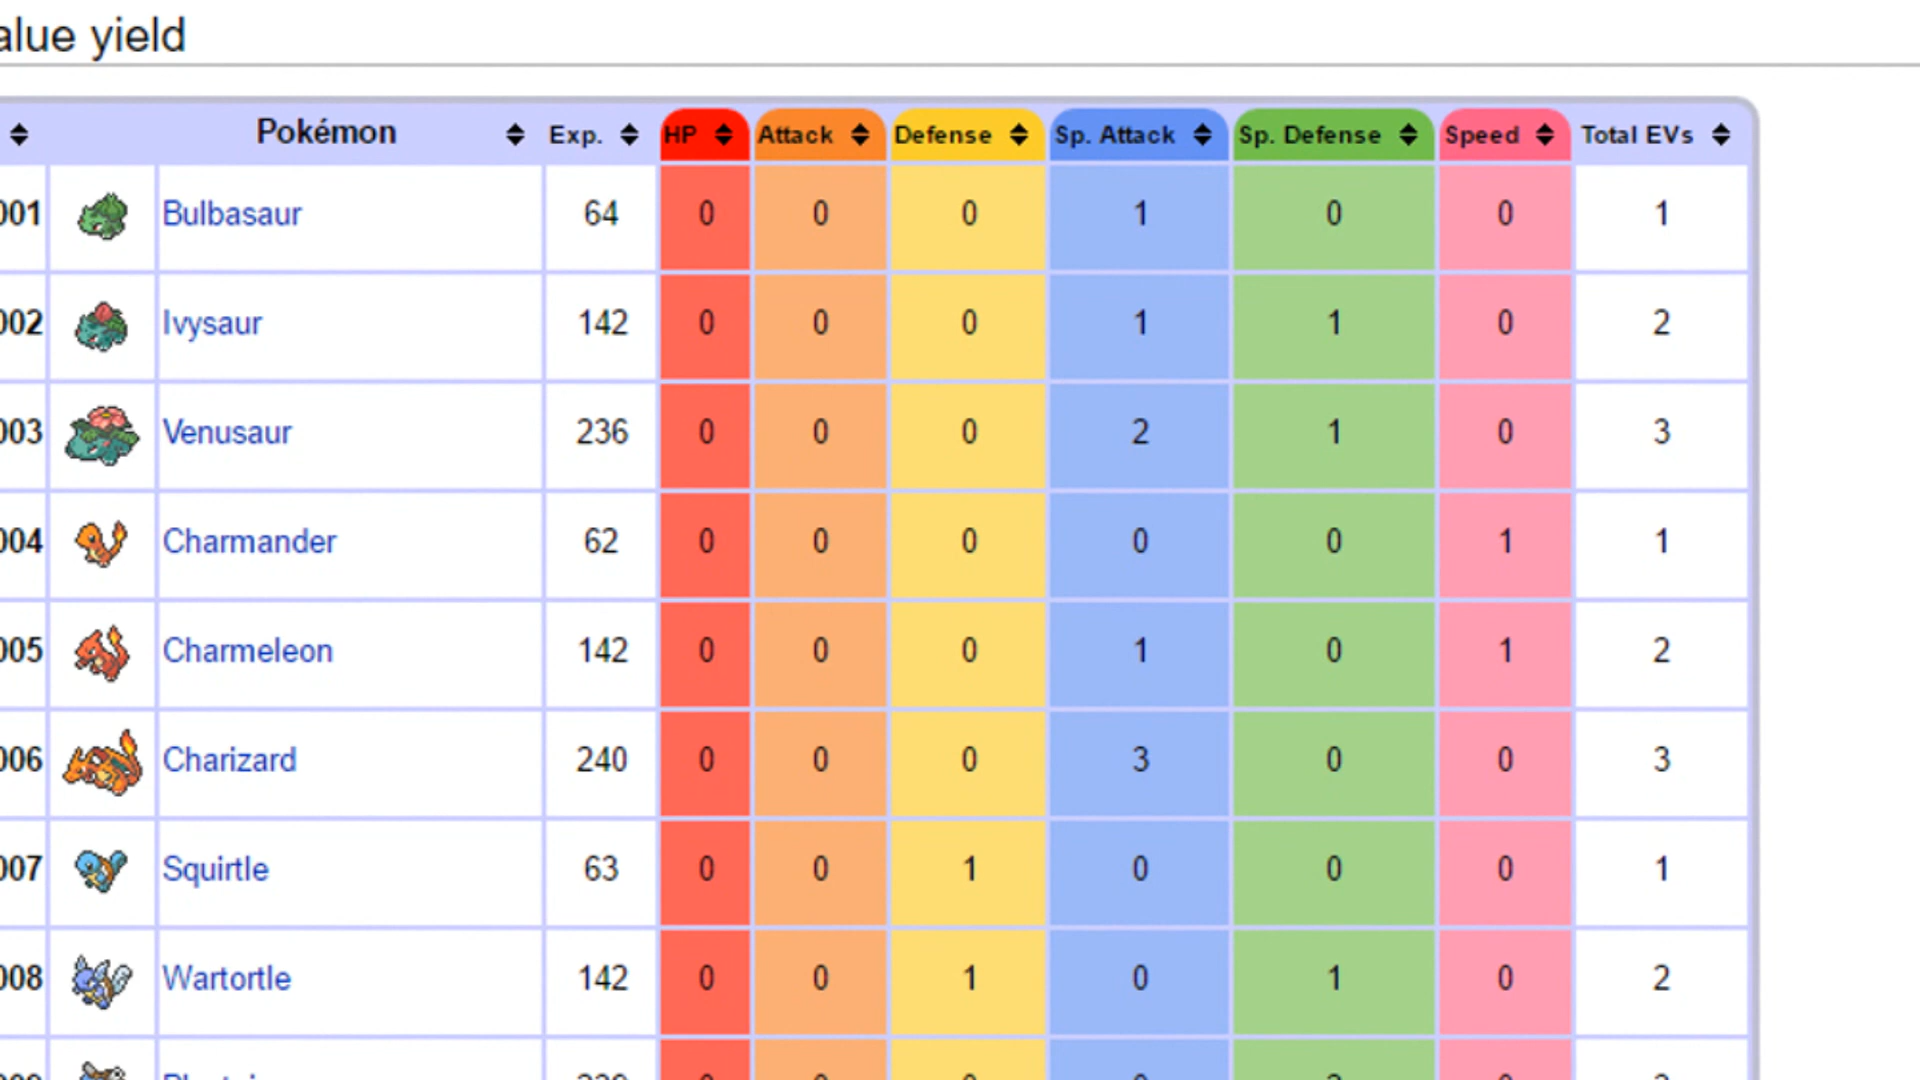 alue yield
Pokémon Exp. HP Attack Defense Sp. Attack Sp. Defense Speed Total EVs
001 Bulbasaur 64 0 0 0 1 0 0 1
002 Ivysaur 142 0 0 0 1 1 0 2
003 Venusaur 236 0 0 0 2 1 0 3
004 Charmander 62 0 0 0 0 0 1 1
005 Charmeleon 142 0 0 0 1 0 1 2
006 Charizard 240 0 0 0 3 0 0 3
007 Squirtle 63 0 0 1 0 0 0 1
008 Wartortle 142 0 0 1 0 1 0 2